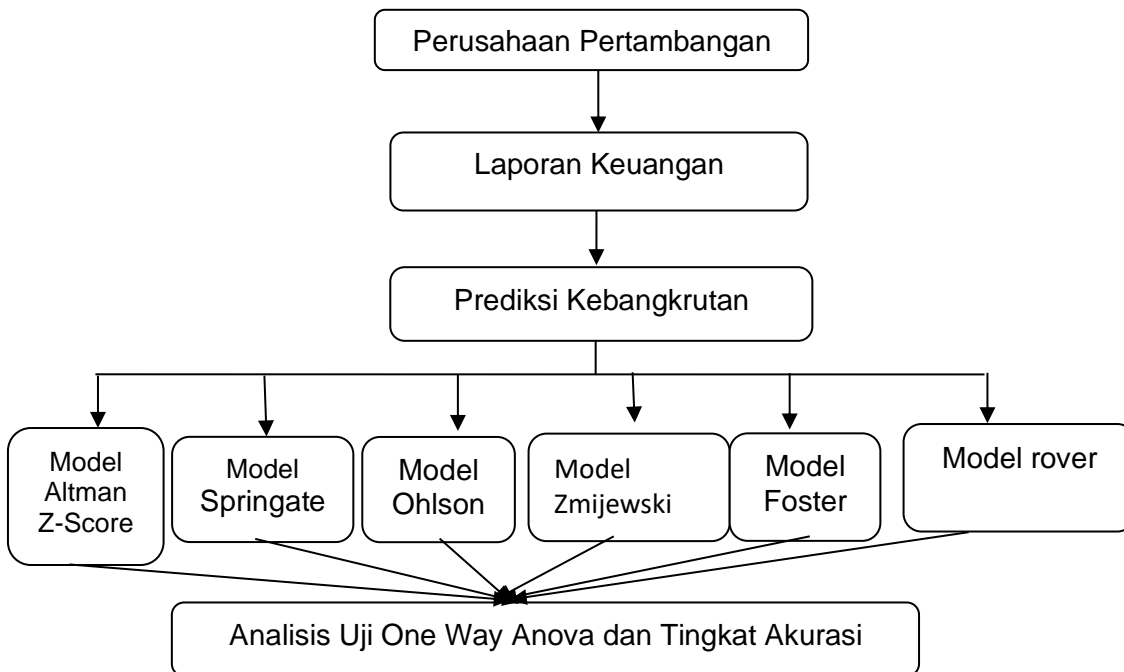 Perusahaan Pertambangan
Laporan Keuangan
Prediksi Kebangkrutan
Model
Altman
Z-Score
Model
Springate
Model
Ohlson
Model
Zmijewski
Model
Foster
Model rover
Analisis Uji One Way Anova dan Tingkat Akurasi